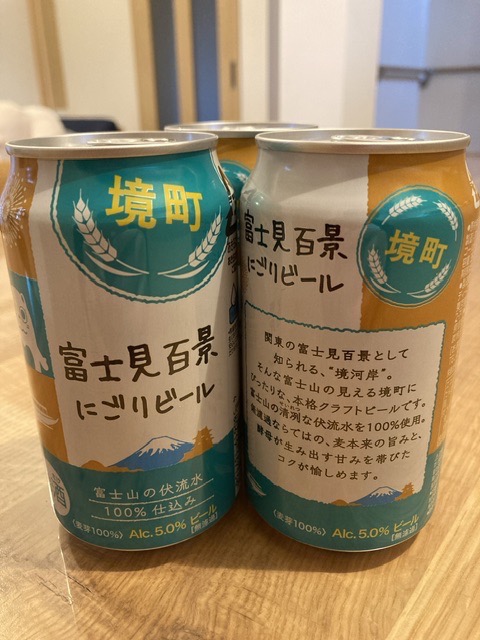 境町
富士見百景
にごりビール
富士山の伏流水
100%仕込み
〈麦芽100%〉 Alc.5.0% ビール
[無濾過]
酒
富士見百景
にごりビール
境町
関東の富士見百景として
知られる、"境河岸"。
そんな富士山の見える境町に
ぴったりな、本格クラフトビールです。
富士山の清冽な伏流水を100%使用。
無濾過ならではの、麦本来の旨みと、
酵母が生み出す甘みを帯びた
コクが愉しめます。
〈麦芽100%〉 Alc.5.0% ビール
[無濾過]